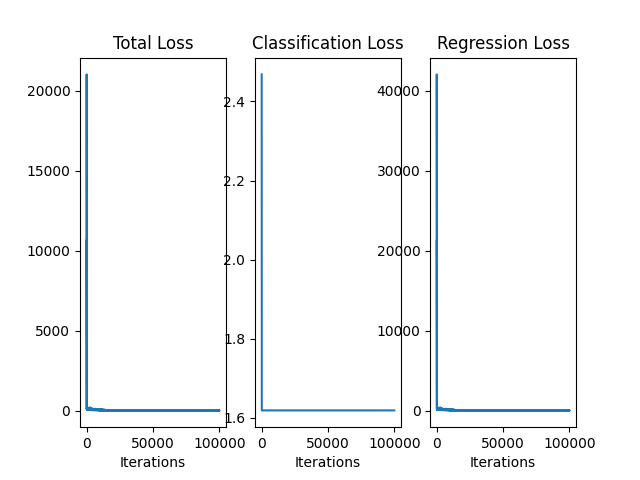 Total Loss
Classification Loss
Regression Loss
20000
15000
10000
5000
0
2.4
2.2
2.0
1.8
1.6
40000
30000
20000
10000
0
0 50000 100000
0 50000 100000
0 50000 100000
Iterations
Iterations
Iterations